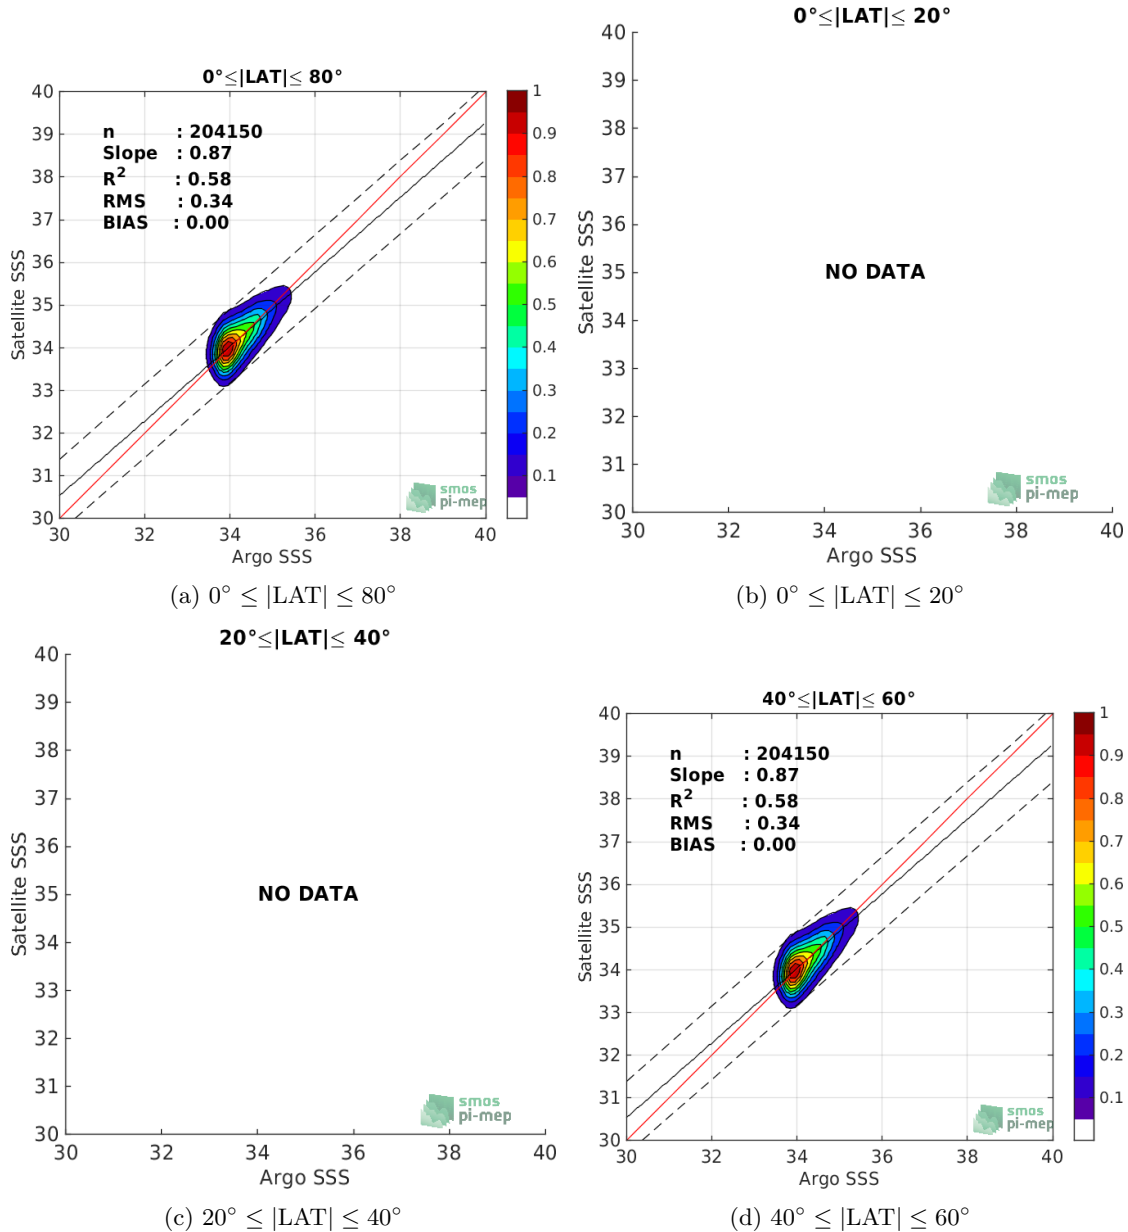 0°≤|LAT|≤ 80°
n : 204150
Slope : 0.87
R² : 0.58
RMS : 0.34
BIAS : 0.00
40
39
38
37
36
35
34
33
32
31
30
Satellite SSS
30 32 34 36 38 40
Argo SSS
1
0.9
0.8
0.7
0.6
0.5
0.4
0.3
0.2
0.1
smos
pi-mep
(a) 0° ≤ |LAT| ≤ 80°
0°≤|LAT|≤ 20°
40
39
38
37
36
35
34
33
32
31
30
Satellite SSS
NO DATA
30 32 34 36 38 40
Argo SSS
smos
pi-mep
(b) 0° ≤ |LAT| ≤ 20°
20°≤|LAT|≤ 40°
40
39
38
37
36
35
34
33
32
31
30
Satellite SSS
NO DATA
30 32 34 36 38 40
Argo SSS
smos
pi-mep
(c) 20° ≤ |LAT| ≤ 40°
40°≤|LAT|≤ 60°
n : 204150
Slope : 0.87
R² : 0.58
RMS : 0.34
BIAS : 0.00
40
39
38
37
36
35
34
33
32
31
30
Satellite SSS
30 32 34 36 38 40
Argo SSS
1
0.9
0.8
0.7
0.6
0.5
0.4
0.3
0.2
0.1
smos
pi-mep
(d) 40° ≤ |LAT| ≤ 60°